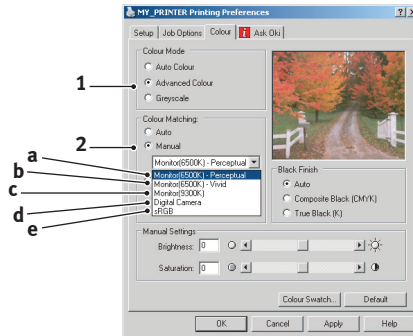 MY_PRINTER Printing Preferences
Setup Job Options Colour Ask Oki
Colour Mode
Auto Colour
1
Advanced Colour
Greyscale
Colour Matching:
Auto
2
Manual
Monitor(6500K) - Perceptual
a
Monitor(6500K) - Perceptual
b
Monitor(6500K) - Vivid
c
Monitor(9300K)
d
Digital Camera
e
sRGB
Black Finish
Auto
Composite Black (CMYK)
True Black (K)
Manual Settings
Brightness: 0
Saturation: 0
Colour Swatch... Default
OK Cancel Apply Help